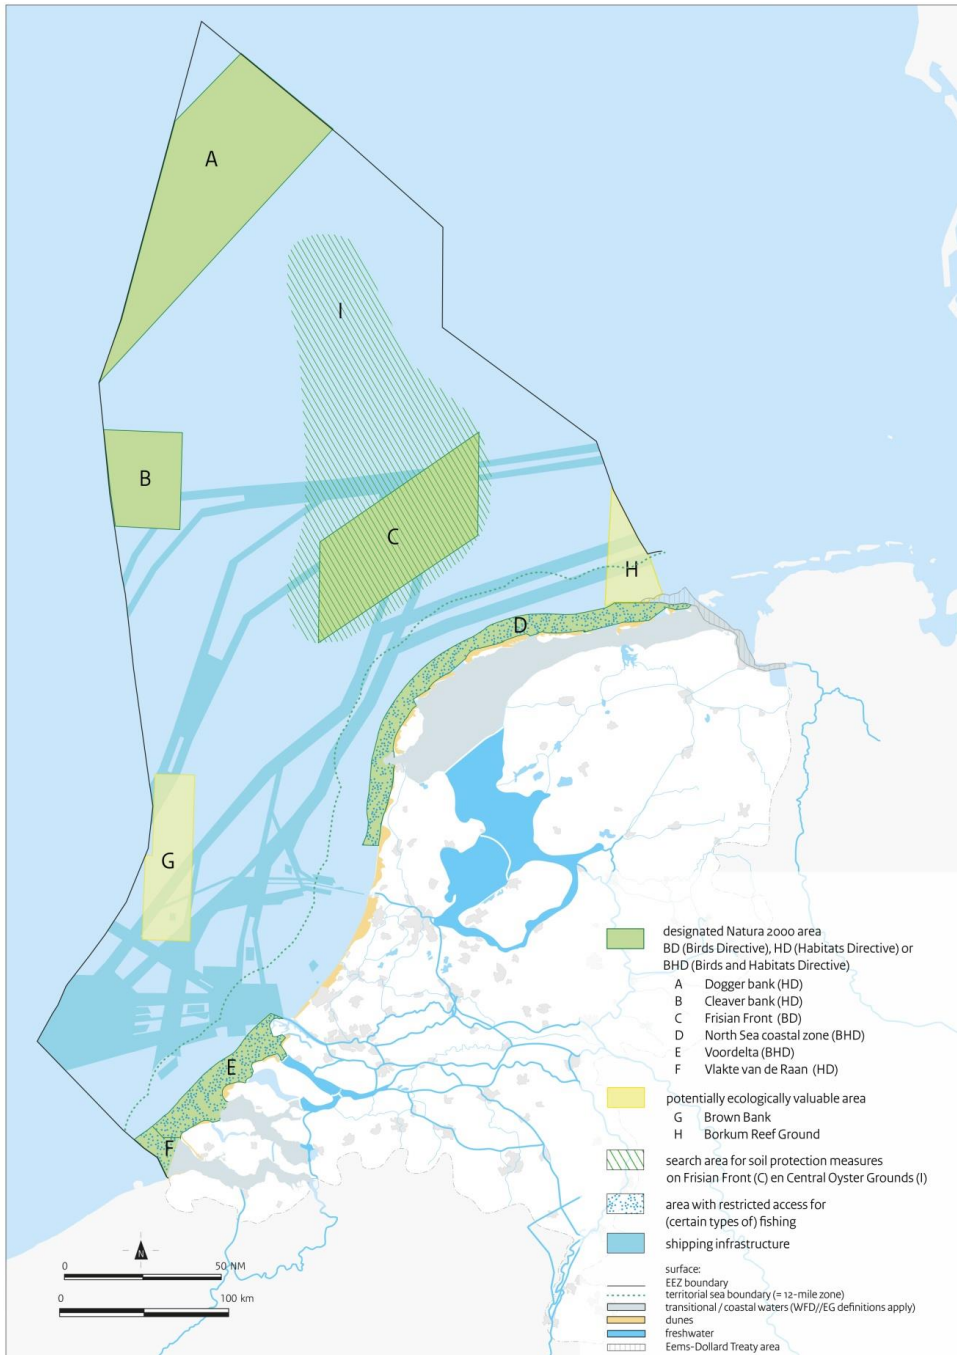 A
I
B
C
H
D
G
E
F
N
0 50 NM
0 100 km
designated Natura 2000 area
BD (Birds Directive), HD (Habitats Directive) or
BHD (Birds and Habitats Directive)
A Dogger bank (HD)
B Cleaver bank (HD)
C Frisian Front (BD)
D North Sea coastal zone (BHD)
E Voordelta (BHD)
F Vlakte van de Raan (HD)
potentially ecologically valuable area
G Brown Bank
H Borkum Reef Ground
search area for soil protection measures
on Frisian Front (C) en Central Oyster Grounds (I)
area with restricted access for
(certain types of) fishing
shipping infrastructure
surface:
EEZ boundary
territorial sea boundary (= 12-mile zone)
transitional / coastal waters (WFD//EG definitions apply)
dunes
freshwater
Eems-Dollard Treaty area